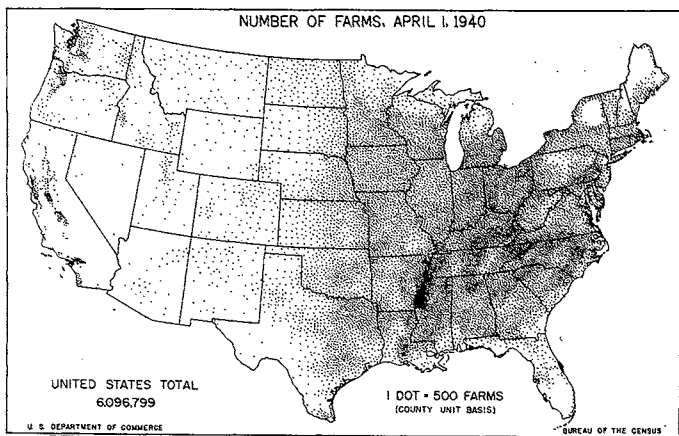 NUMBER OF FARMS, APRIL 1, 1940
UNITED STATES TOTAL
6,096,799
1 DOT = 500 FARMS
(COUNTY UNIT BASIS)
U. S. DEPARTMENT OF COMMERCE
BUREAU OF THE CENSUS